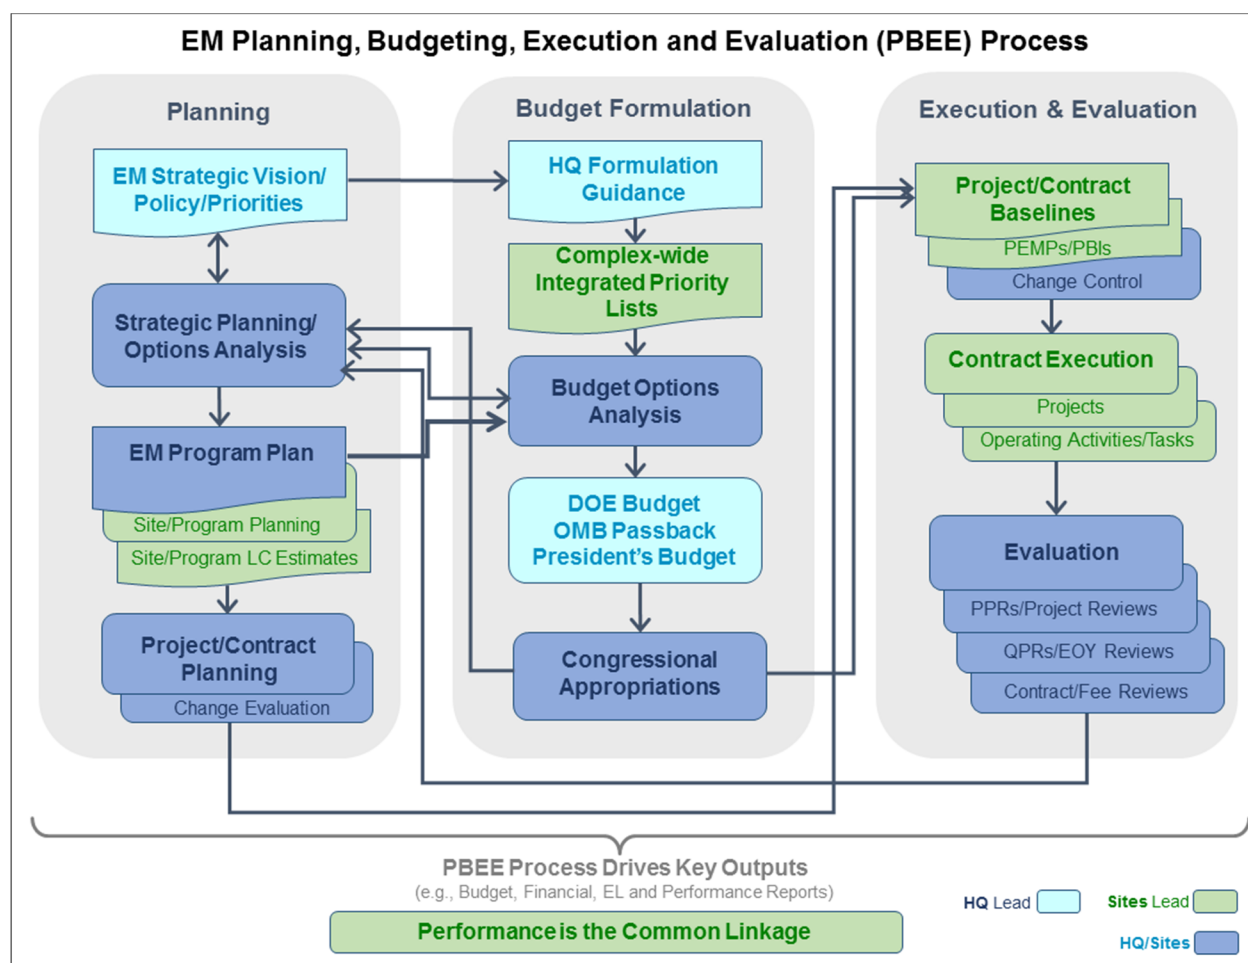 EM Planning, Budgeting, Execution and Evaluation (PBEE) Process
Planning
EM Strategic Vision/
Policy/Priorities
Strategic Planning/
Options Analysis
EM Program Plan
Site/Program Planning
Site/Program LC Estimates
Project/Contract
Planning
Change Evaluation
Budget Formulation
HQ Formulation
Guidance
Complex-wide
Integrated Priority
Lists
Budget Options
Analysis
DOE Budget
OMB Passback
President's Budget
Congressional
Appropriations
Execution & Evaluation
Project/Contract
Baselines
PEMPs/PBIs
Change Control
Contract Execution
Projects
Operating Activities/Tasks
Evaluation
PPRs/Project Reviews
QPRs/EOY Reviews
Contract/Fee Reviews
PBEE Process Drives Key Outputs
(e.g., Budget, Financial, EL and Performance Reports)
Performance is the Common Linkage
HQ Lead
Sites Lead
HQ/Sites